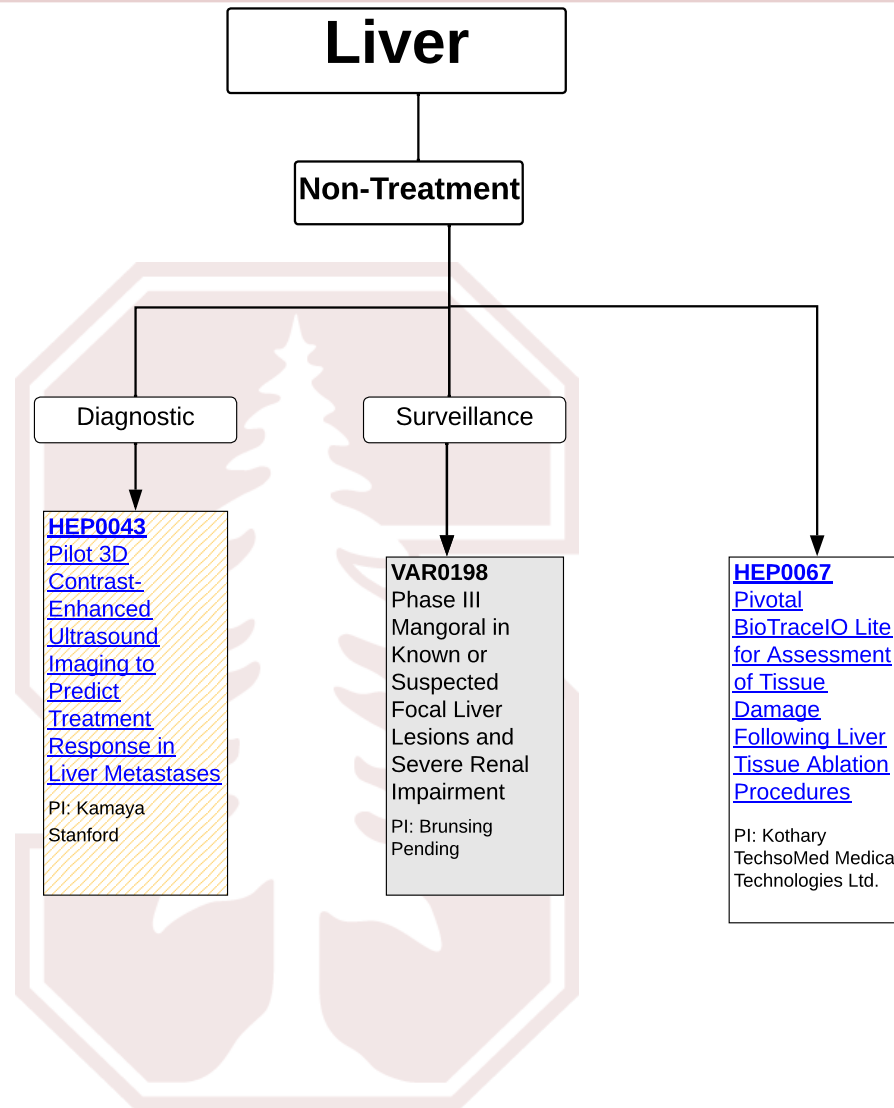 Liver
Non-Treatment
Diagnostic
Surveillance
HEP0043
Pilot 3D
Contrast-
Enhanced
Ultrasound
Imaging to
Predict
Treatment
Response in
Liver Metastases
PI: Kamaya
Stanford
VAR0198
Phase III
Mangoral in
Known or
Suspected
Focal Liver
Lesions and
Severe Renal
Impairment
PI: Brunsing
Pending
HEP0067
Pivotal
BioTraceIO Lite
for Assessment
of Tissue
Damage
Following Liver
Tissue Ablation
Procedures
PI: Kothary
TechsoMed Medica
Technologies Ltd.